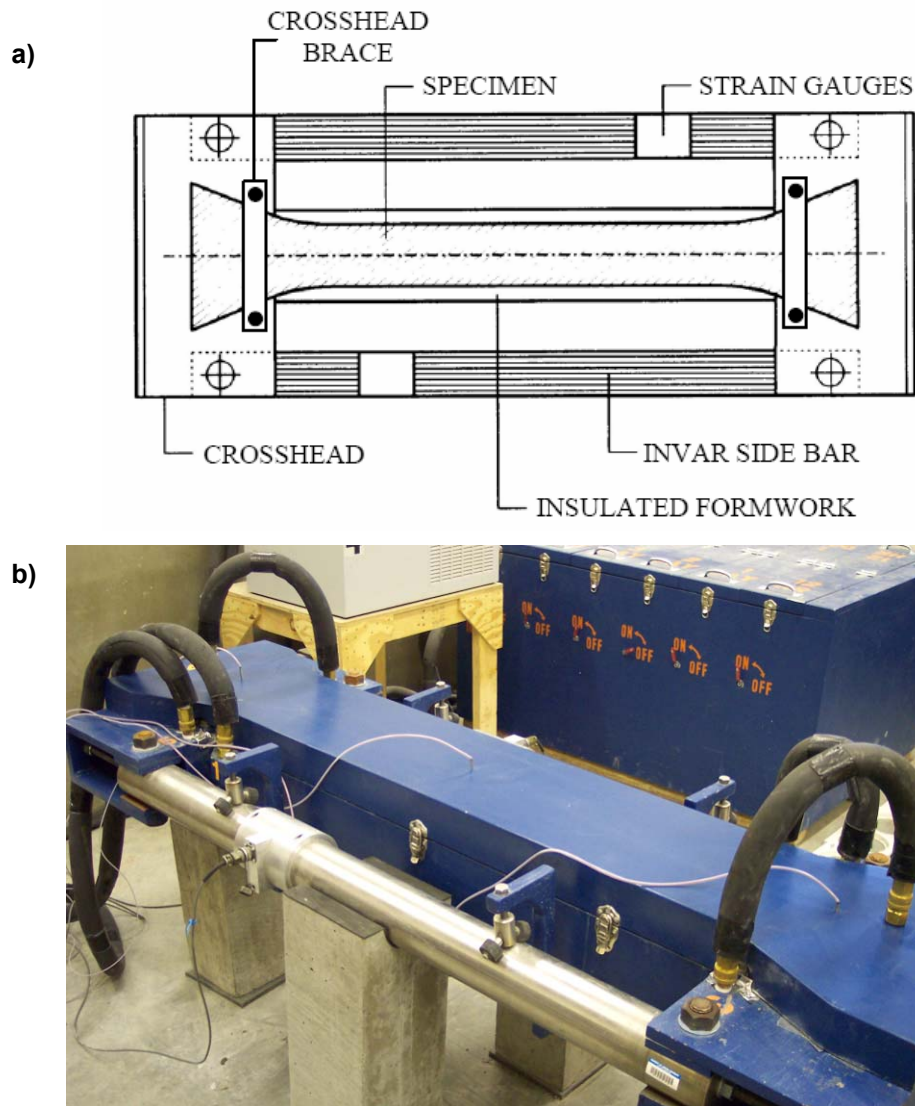 a)
CROSSHEAD
BRACE
SPECIMEN
STRAIN GAUGES
CROSSHEAD
INVAR SIDE BAR
INSULATED FORMWORK
b)
ON
OFF
ON
OFF
ON
OFF
ON
OFF
ON
OFF